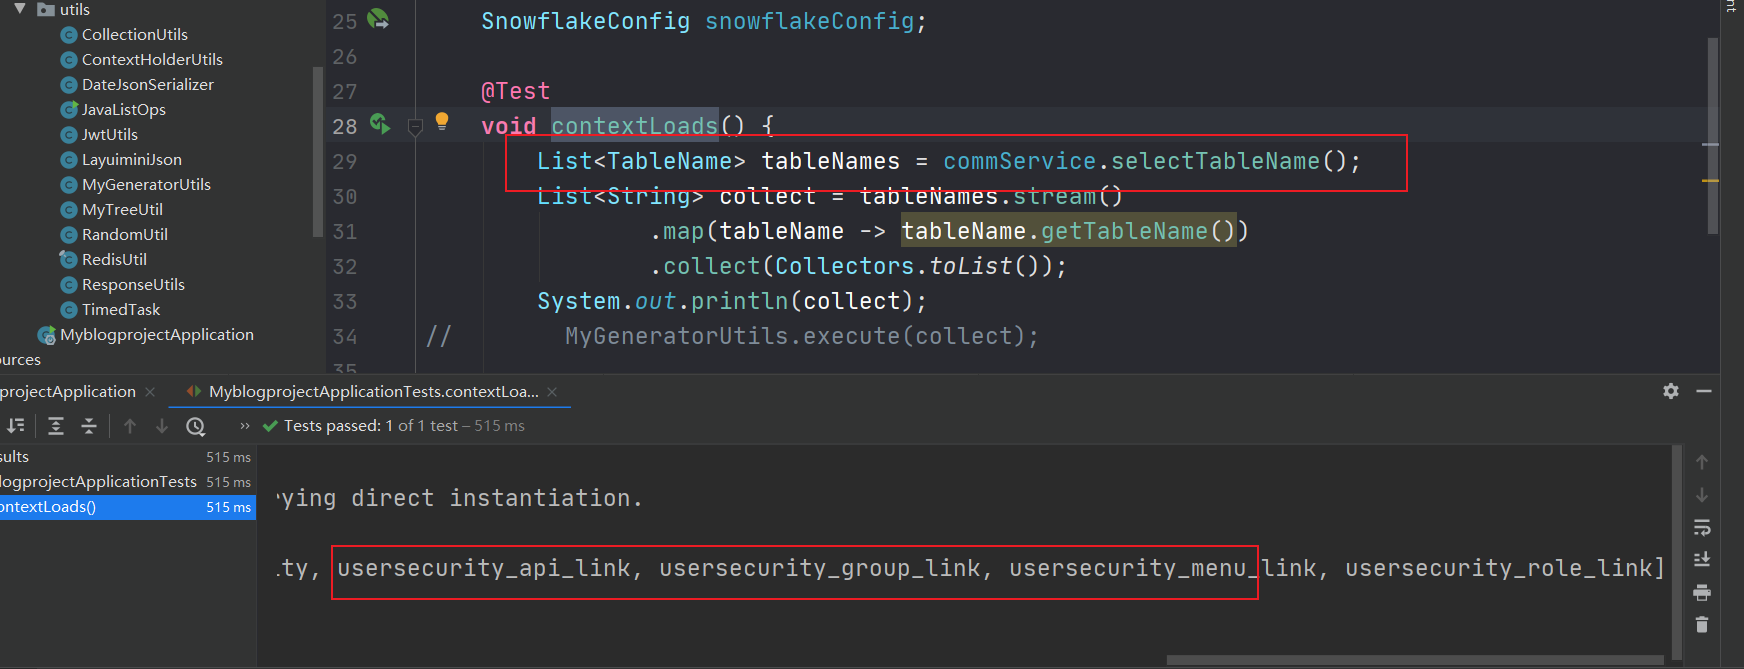 utils
CollectionUtils
ContextHolderUtils
DateJsonSerializer
JavaListOps
JwtUtils
LayuiminiJson
MyGeneratorUtils
MyTreeUtil
RandomUtil
RedisUtil
ResponseUtils
TimedTask
MyblogprojectApplication
ources
25 SnowflakeConfig snowflakeConfig;
26
27 @Test
28 void contextLoads() {
29 List<TableName> tableNames = commService.selectTableName();
30 List<String> collect = tableNames.stream()
31 .map(tableName -> tableName.getTableName())
32 .collect(Collectors.toList());
33 System.out.println(collect);
34 // MyGeneratorUtils.execute(collect);
35
nt
projectApplication
MyblogprojectApplicationTests.contextLoa...
» Tests passed: 1 of 1 test – 515 ms
sults 515 ms
logprojectApplicationTests 515 ms
ontextLoads() 515 ms
ying direct instantiation.
ty, usersecurity_api_link, usersecurity_group_link, usersecurity_menu_link, usersecurity_role_link]